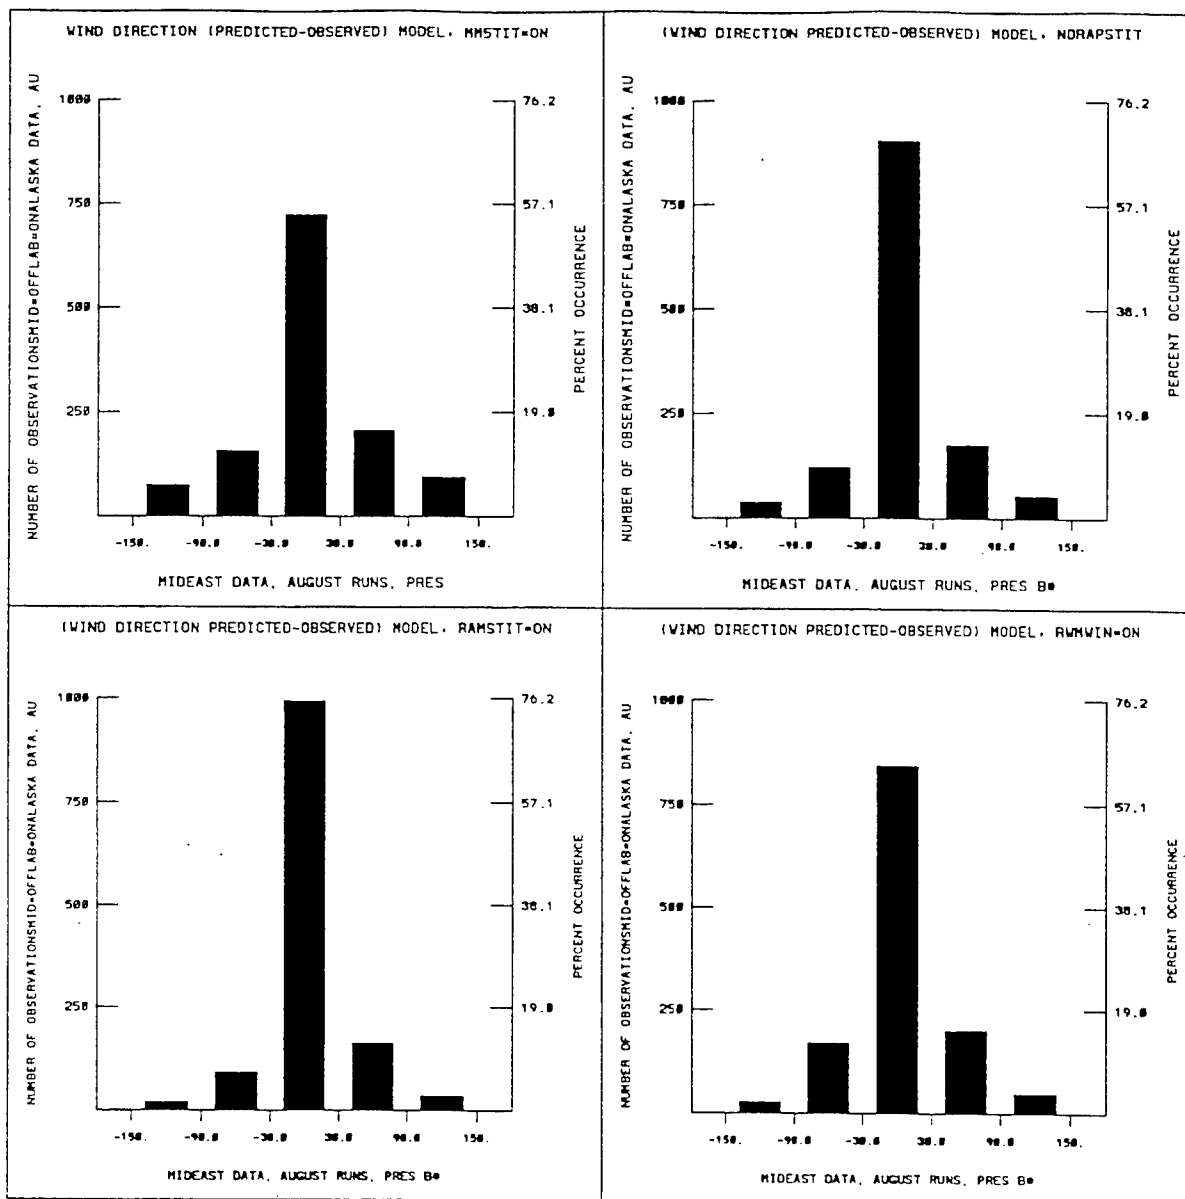 WIND DIRECTION (PREDICTED-OBSERVED) MODEL, MM5TIT=ON
NUMBER OF OBSERVATIONSMID=OFFLAB=ONALASKA DATA, AU
1000
750
500
250
76.2
57.1
38.1
19.0
PERCENT OCCURRENCE
-150. -90.0 -30.0 30.0 90.0 150.
MIDEAST DATA, AUGUST RUNS, PRES
(WIND DIRECTION PREDICTED-OBSERVED) MODEL, NORAPSTIT
NUMBER OF OBSERVATIONSMID=OFFLAB=ONALASKA DATA, AU
1000
750
500
250
76.2
57.1
38.1
19.0
PERCENT OCCURRENCE
-150. -90.0 -30.0 30.0 90.0 150.
MIDEAST DATA, AUGUST RUNS, PRES B*
(WIND DIRECTION PREDICTED-OBSERVED) MODEL, RAMSTIT=ON
NUMBER OF OBSERVATIONSMID=OFFLAB=ONALASKA DATA, AU
1000
750
500
250
76.2
57.1
38.1
19.0
PERCENT OCCURRENCE
-150. -90.0 -30.0 30.0 90.0 150.
MIDEAST DATA, AUGUST RUNS, PRES B*
(WIND DIRECTION PREDICTED-OBSERVED) MODEL, RWMWIN=ON
NUMBER OF OBSERVATIONSMID=OFFLAB=ONALASKA DATA, AU
1000
750
500
250
76.2
57.1
38.1
19.0
PERCENT OCCURRENCE
-150. -90.0 -30.0 30.0 90.0 150.
MIDEAST DATA, AUGUST RUNS, PRES B*